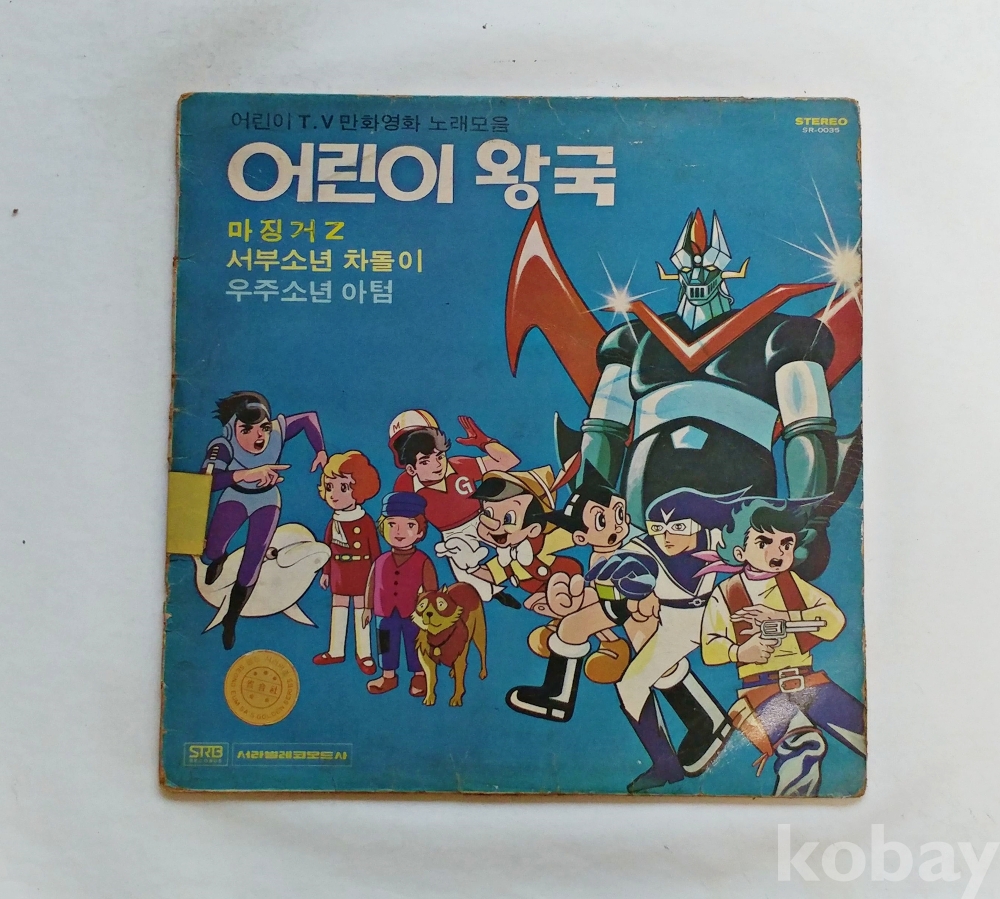 어린이 T.V 만화영화 노래모음
STEREO
SR-0035
어린이 왕국
마징거 Z
서부소년 차돌이
우주소년 아텀
M
G
STRB
서라벌레코오드사
kobay